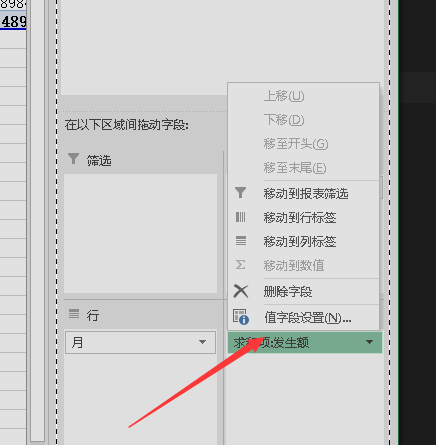 489
在以下区域间拖动字段:
筛选
上移(U)
下移(D)
移至开头(G)
移至末尾(E)
移动到报表筛选
移动到行标签
移动到列标签
移动到数值
删除字段
值字段设置(N)...
行
月
求和项:发生额